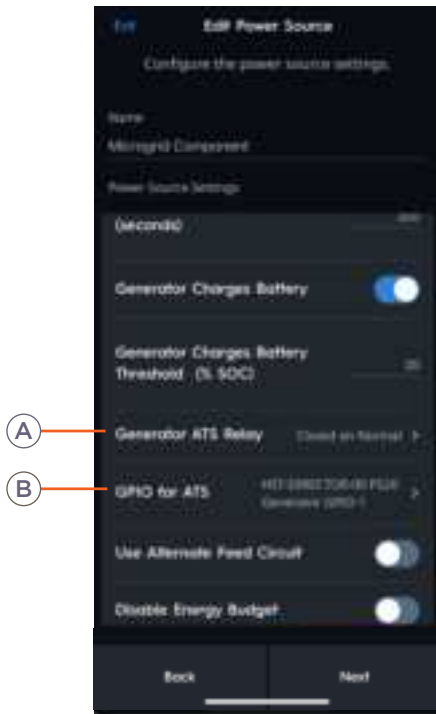 Exit Edit Power Source
Configure the power source settings.
Name
Microgrid Component
Power Source Settings
(seconds)
Generator Charges Battery
Generator Charges Battery
Threshold (% SOC)
A
Generator ATS Relay Closed on Normal >
B
GPIO for ATS
Generator GPIO 1 >
Use Alternate Feed Circuit
Disable Energy Budget
Back Next